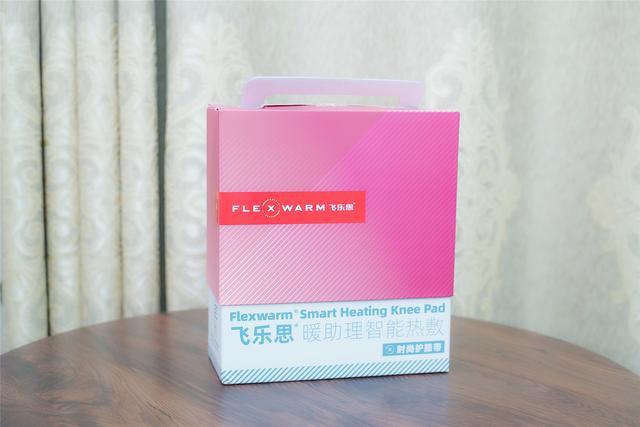 FLEXWARM 飞乐思®
Flexwarm® Smart Heating Knee Pad
飞乐思® 暖助理智能热敷
时尚护膝带